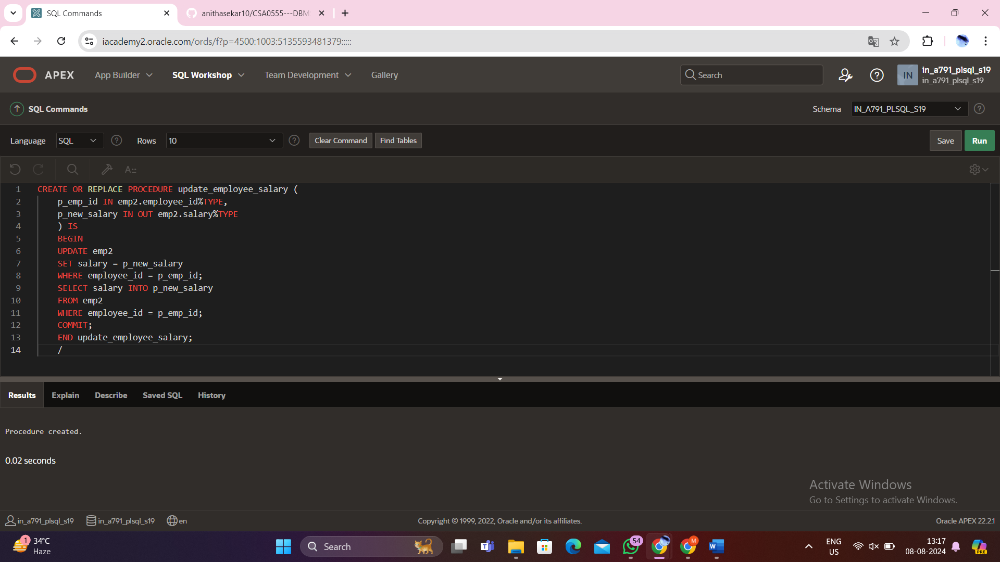 SQL Commands
anithasekar10/CSA0555---DBM
iacademy2.oracle.com/ords/f?p=4500:1003:5135593481379:::::
APEX App Builder SQL Workshop Team Development Gallery Search IN in_a791_plsql_s19
in_a791_plsql_s19
SQL Commands Schema IN_A791_PLSQL_S19
Language SQL Rows 10 Clear Command Find Tables Save Run
1 CREATE OR REPLACE PROCEDURE update_employee_salary (
2 p_emp_id IN emp2.employee_id%TYPE,
3 p_new_salary IN OUT emp2.salary%TYPE
4 ) IS
5 BEGIN
6 UPDATE emp2
7 SET salary = p_new_salary
8 WHERE employee_id = p_emp_id;
9 SELECT salary INTO p_new_salary
10 FROM emp2
11 WHERE employee_id = p_emp_id;
12 COMMIT;
13 END update_employee_salary;
14 /
Results Explain Describe Saved SQL History
Procedure created.
0.02 seconds
Activate Windows
Go to Settings to activate Windows.
in_a791_plsql_s19 in_a791_plsql_s19 en Copyright © 1999, 2022, Oracle and/or its affiliates. Oracle APEX 22.2.1
1 34°C
Haze
Search
54
M
ENG
US
13:17
08-08-2024
PRE